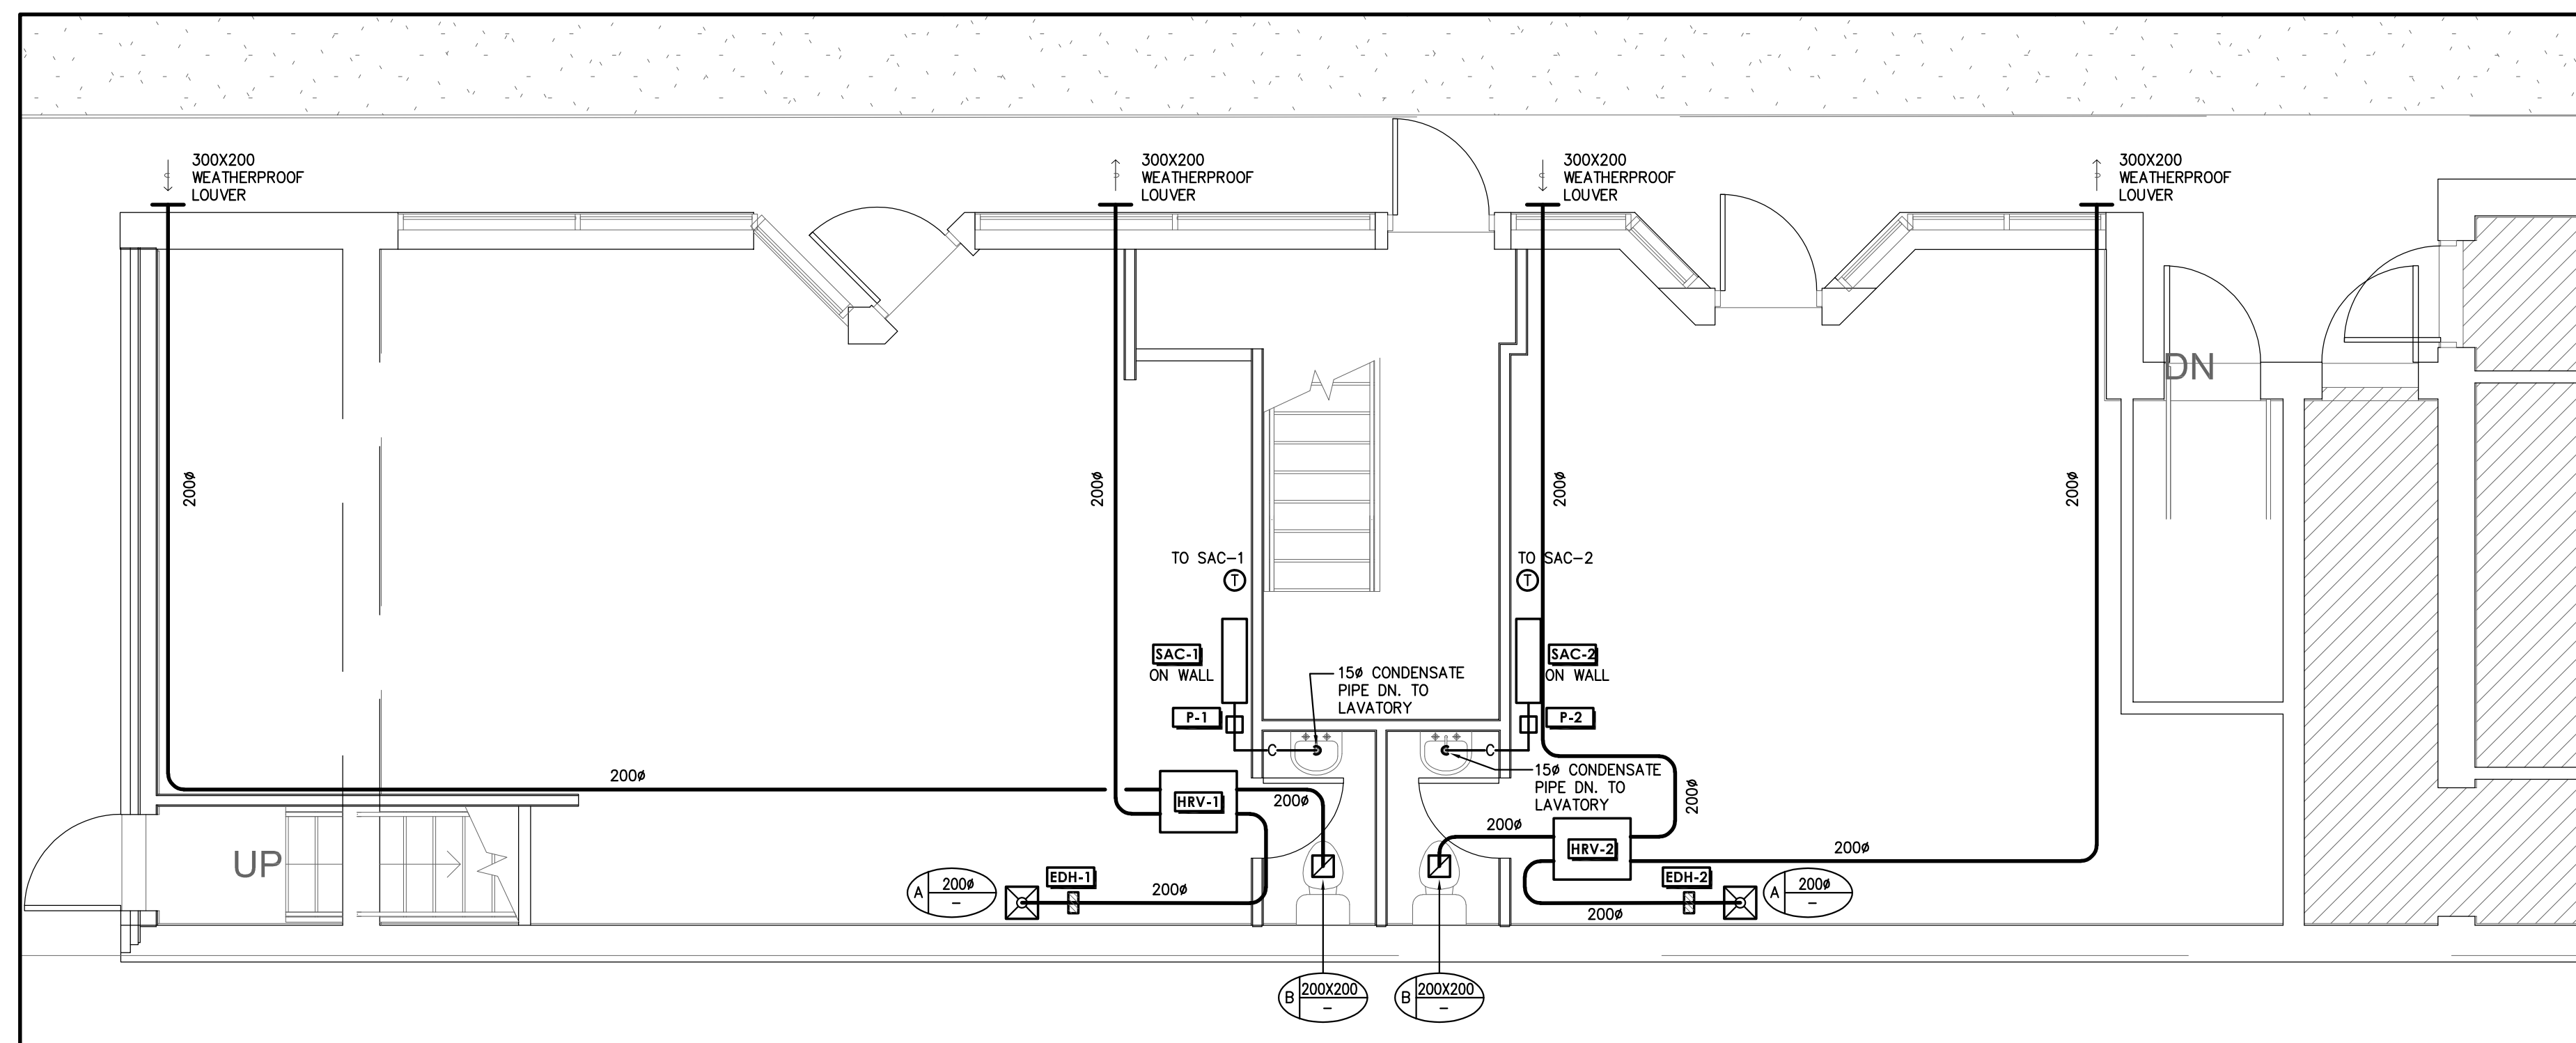 300X200
WEATHERPROOF
LOUVER
300X200
WEATHERPROOF
LOUVER
300X200
WEATHERPROOF
LOUVER
300X200
WEATHERPROOF
LOUVER
DN
200ø
200ø
200ø
200ø
TO SAC-1
T
TO SAC-2
T
SAC-1
ON WALL
SAC-2
ON WALL
15ø CONDENSATE
PIPE DN. TO
LAVATORY
P-1
P-2
C
C
15ø CONDENSATE
PIPE DN. TO
LAVATORY
200ø
HRV-1
200ø
200ø
200ø
HRV-2
200ø
UP
EDH-1
200ø
A
200ø
-
EDH-2
200ø
A
200ø
-
B
200X200
-
B
200X200
-